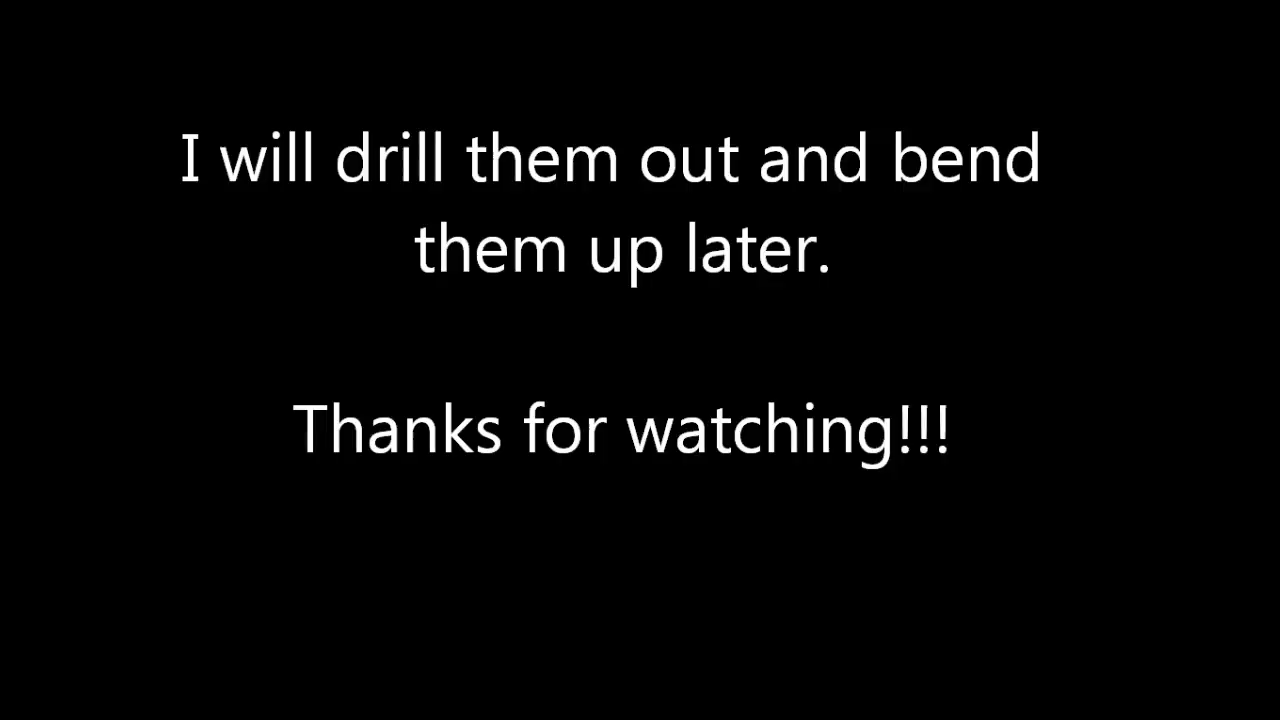 I will drill them out and bend
them up later.
Thanks for watching!!!